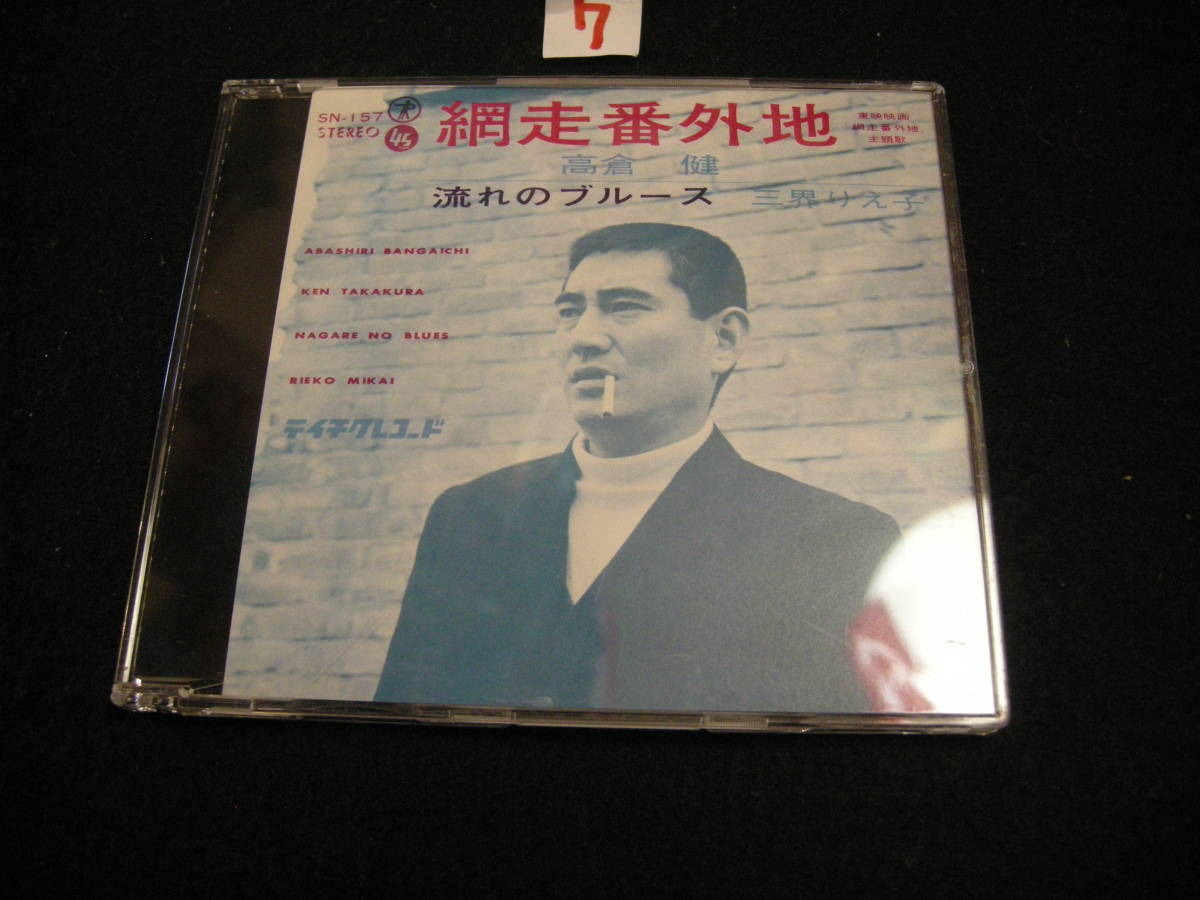 ク
SN-157
STEREO
45
網走番外地
東映映画
網走番外地
主題歌
高倉 健
流れのブルース 三界りえ子
ABASHIRI BANGAICHI
KEN TAKAKURA
NAGARE NO BLUES
RIEKO MIKAI
テイチクレコード